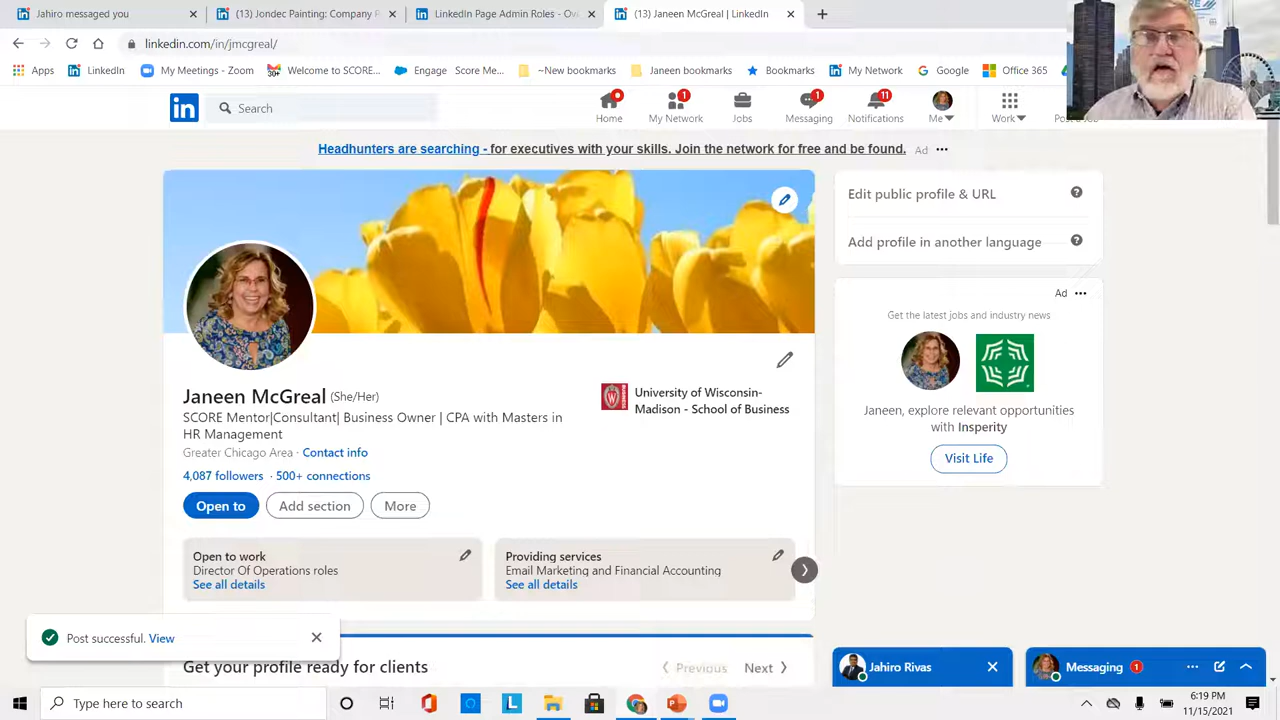 Jahiro messaged you
(13) Jondec Painting: Company
LinkedIn Page Admin Roles - Ov
(13) Janeen McGreal | LinkedIn
linkedin.com/in/jmcgreal/
Apps
LinkedIn
My Meetings - Zoom
30+
Welcome to SCORE
Engage
Score Me...
~New bookmarks
Janeen bookmarks
Bookmarks
My Network
Google
Office 365
in
Search
Home
1
My Network
Jobs
1
Messaging
11
Notifications
Me
Work
Headhunters are searching - for executives with your skills. Join the network for free and be found.
Ad
Edit public profile & URL
Add profile in another language
Ad
Get the latest jobs and industry news
Janeen, explore relevant opportunities
with Insperity
Visit Life
Janeen McGreal (She/Her)
SCORE Mentor|Consultant| Business Owner | CPA with Masters in
HR Management
Greater Chicago Area · Contact info
4,087 followers · 500+ connections
University of Wisconsin-
Madison - School of Business
Open to
Add section
More
Open to work
Director Of Operations roles
See all details
Providing services
Email Marketing and Financial Accounting
See all details
Post successful. View
Get your profile ready for clients
Previous
Next
Jahiro Rivas
Messaging
1
Type here to search
6:19 PM
11/15/2021